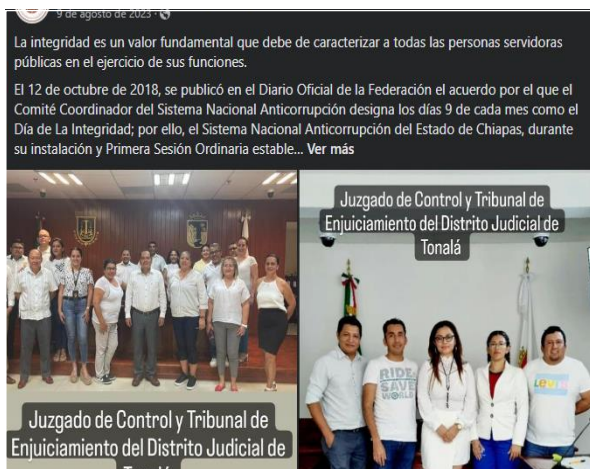 9 de agosto de 2023 ·
La integridad es un valor fundamental que debe de caracterizar a todas las personas servidoras
públicas en el ejercicio de sus funciones.
El 12 de octubre de 2018, se publicó en el Diario Oficial de la Federación el acuerdo por el que el
Comité Coordinador del Sistema Nacional Anticorrupción designa los días 9 de cada mes como el
Día de La Integridad; por ello, el Sistema Nacional Anticorrupción del Estado de Chiapas, durante
su instalación y Primera Sesión Ordinaria estable... Ver más
Juzgado de Control y Tribunal de
Enjuiciamiento del Distrito Judicial de
Tonalá
RIDE
SAVE
WORLD
Levi's
Juzgado de Control y Tribunal de
Enjuiciamiento del Distrito Judicial de